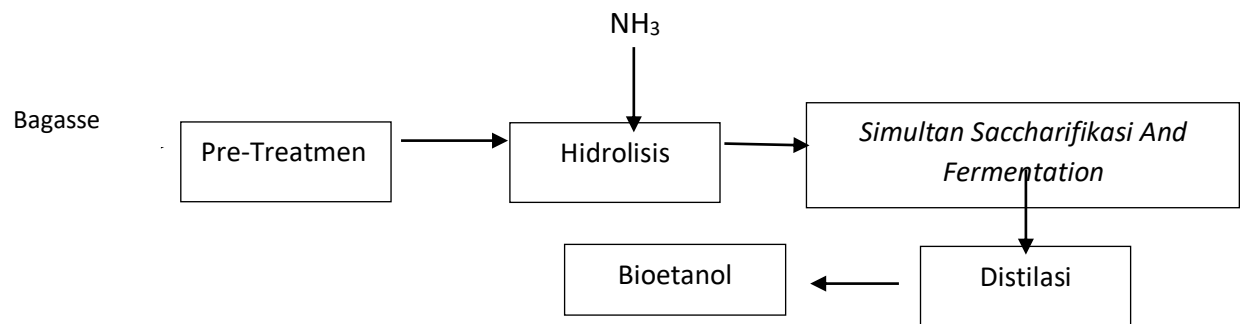 NH₃
Bagasse
Pre-Treatmen
Hidrolisis
Simultan Saccharifikasi And
Fermentation
Bioetanol
Distilasi